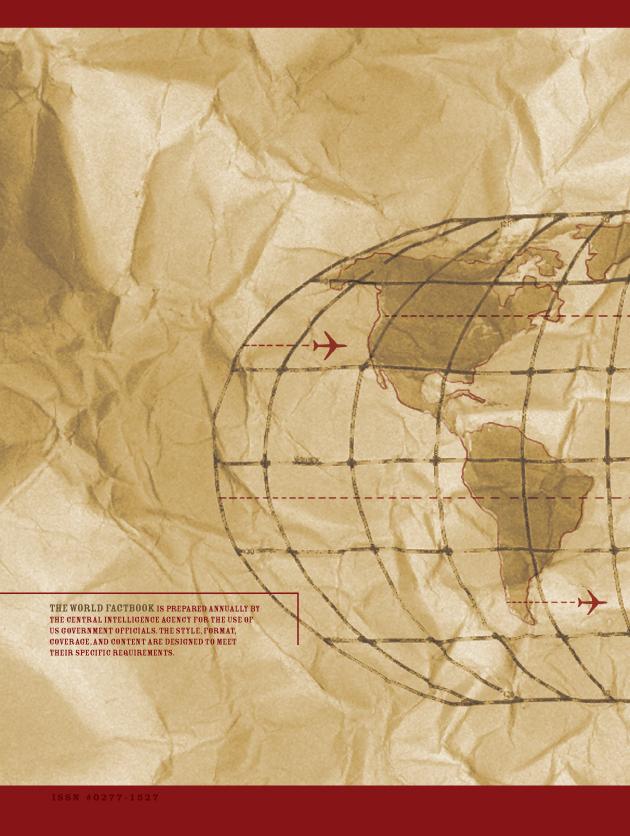 THE WORLD FACTBOOK IS PREPARED ANNUALLY BY
THE CENTRAL INTELLIGENCE AGENCY FOR THE USE OF
US GOVERNMENT OFFICIALS. THE STYLE, FORMAT,
COVERAGE, AND CONTENT ARE DESIGNED TO MEET
THEIR SPECIFIC REQUIREMENTS.
ISSN #0277-1527